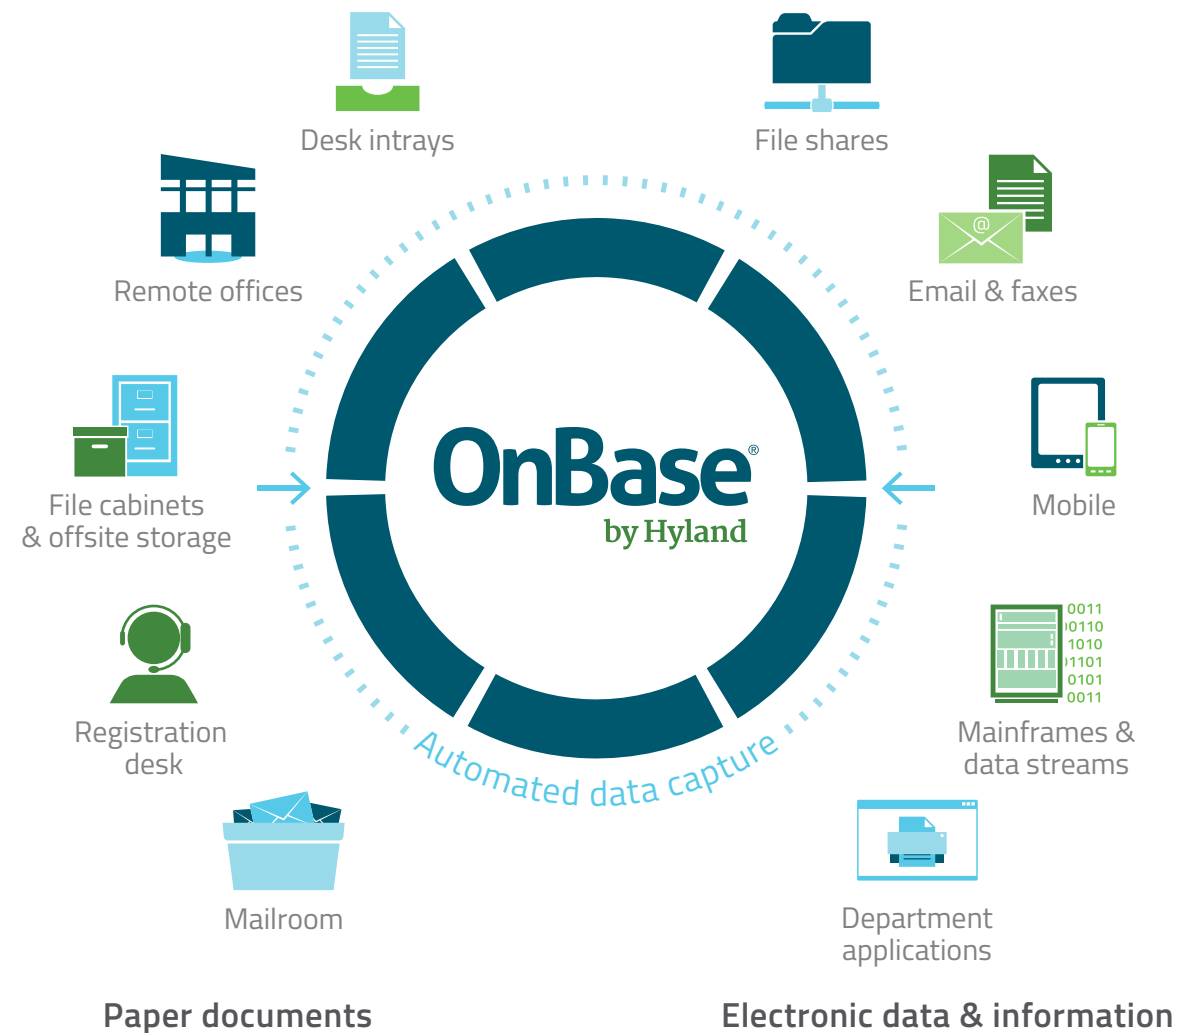 Desk intrays
File shares
Remote offices
@
Email & faxes
OnBase®
by Hyland
File cabinets
& offsite storage
Mobile
Registration
desk
0011
0110
1010
1101
0101
0011
Mainframes &
data streams
Automated data capture
Mailroom
Department
applications
Paper documents
Electronic data & information